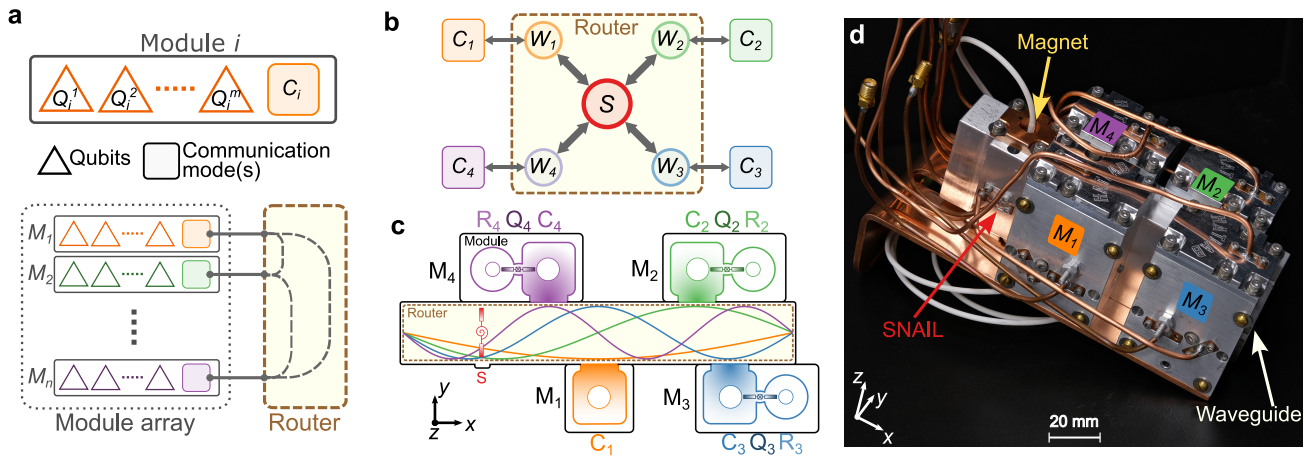 a
Module i
Q_i^1 Q_i^2 Q_i^m C_i
Qubits
Communication
mode(s)
M_1
M_2
M_n
Module array
Router
b
Router
C_1 W_1 W_2 C_2
S
C_4 W_4 W_3 C_3
c
R_4 Q_4 C_4
C_2 Q_2 R_2
Module
M_4
M_2
Router
S
M_1
M_3
y
z x
C_1
C_3 Q_3 R_3
d
Magnet
M_4
M_2
M_1
M_3
SNAIL
Waveguide
z
y
x
20 mm